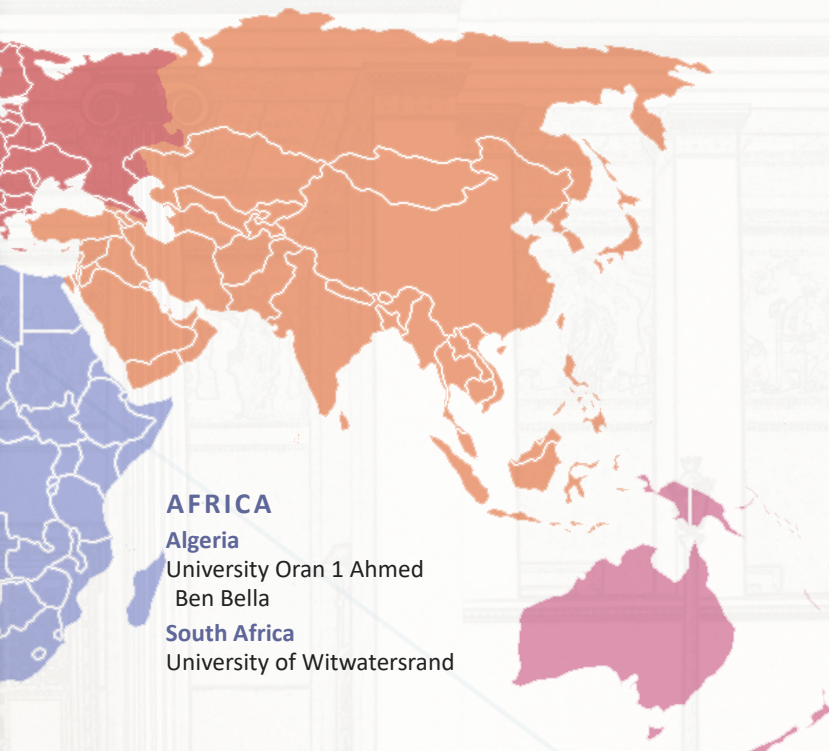 AFRICA
Algeria
University Oran 1 Ahmed
Ben Bella
South Africa
University of Witwatersrand